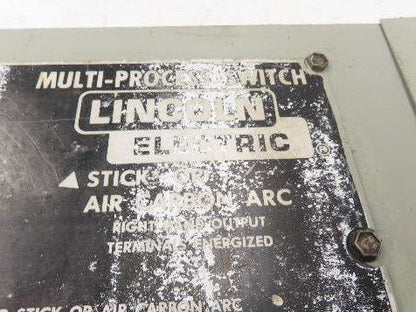 MULTI-PROCESS SWITCH
LINCOLN
ELECTRIC
®
▲ STICK OR
AIR CARBON ARC
RIGHT HAND OUTPUT
TERMINALS ENERGIZED
STICK OR AIR CARBON ARC